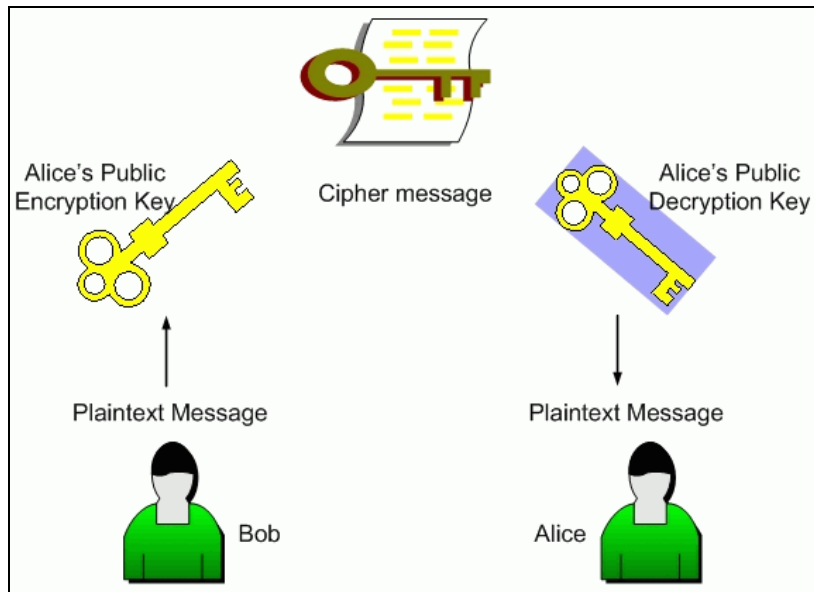 Alice's Public
Encryption Key
Cipher message
Alice's Public
Decryption Key
Plaintext Message
Plaintext Message
Bob
Alice